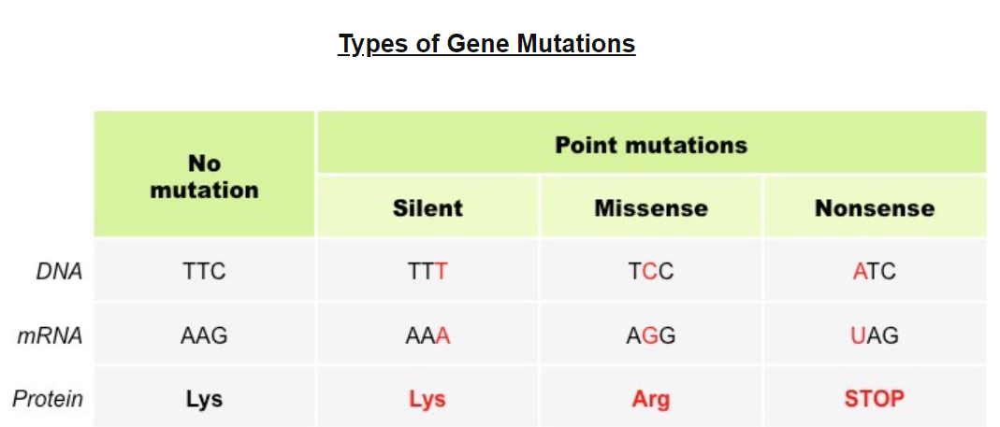 Types of Gene Mutations
No
mutation
Point mutations
Silent
Missense
Nonsense
DNA TTC TTT TCC ATC
mRNA AAG AAA AGG UAG
Protein Lys Lys Arg STOP